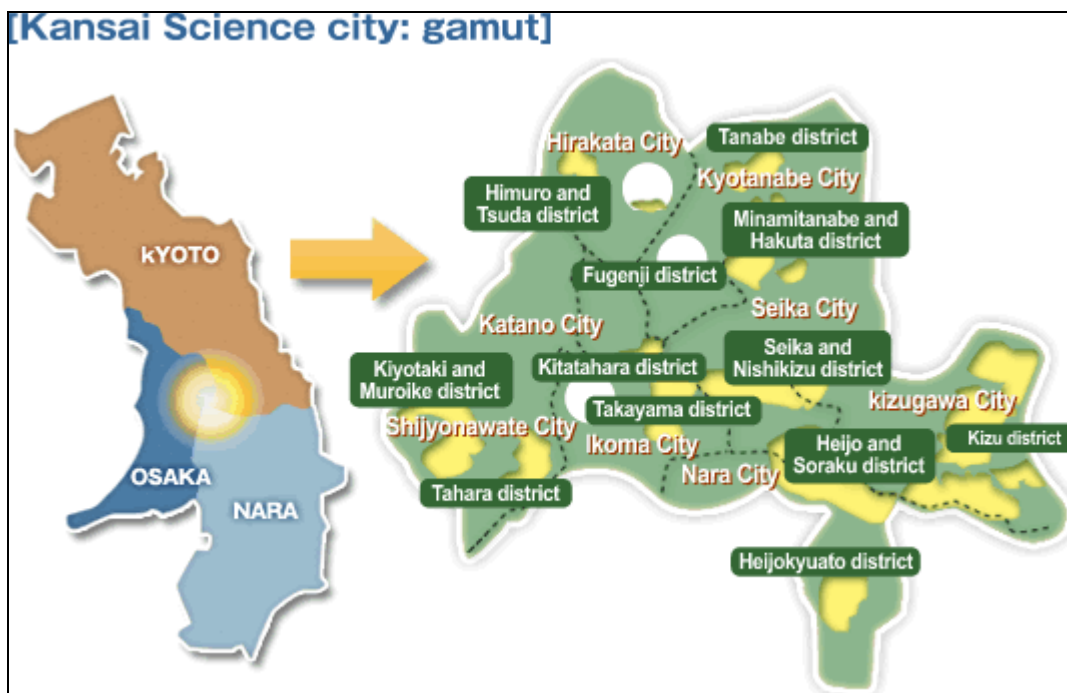 [Kansai Science city: gamut]
kYOTO
OSAKA
NARA
Hirakata City
Tanabe district
Kyotanabe City
Himuro and
Tsuda district
Minamitanabe and
Hakuta district
Fugenji district
Seika City
Katano City
Seika and
Nishikizu district
Kiyotaki and
Muroike district
Kitatahara district
Takayama district
kizugawa City
Shijyonawate City
Ikoma City
Heijo and
Soraku district
Kizu district
Nara City
Tahara district
Heijokyuato district